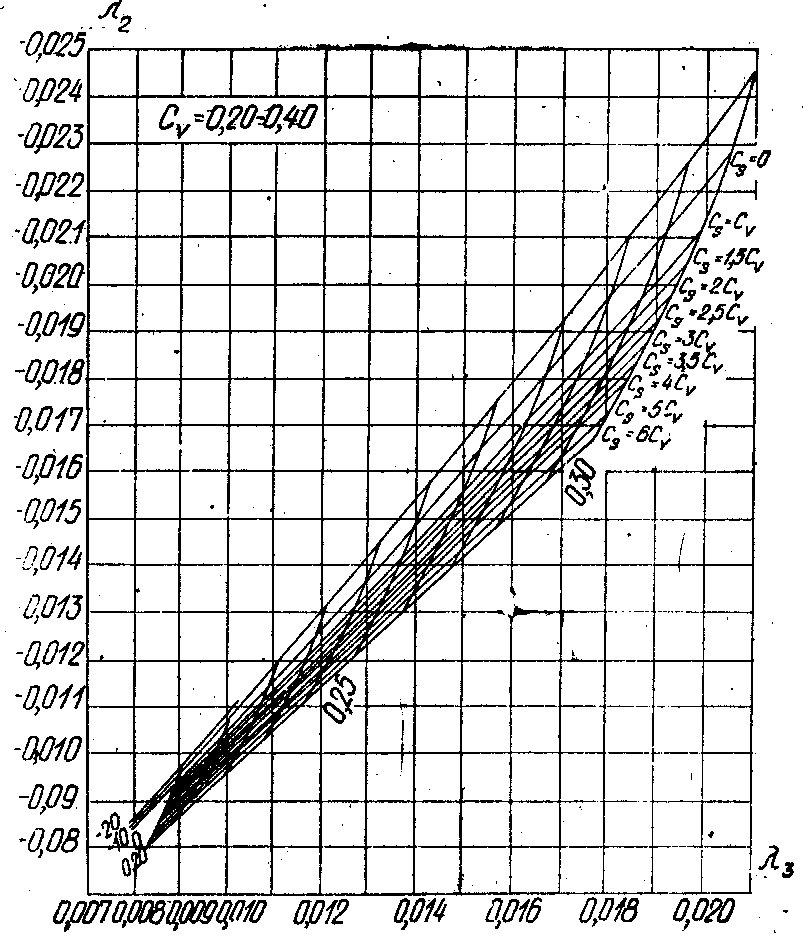 λ₂
-0,025
-0,024
-0,023
-0,022
-0,021
-0,020
-0,019
-0,018
-0,017
-0,016
-0,015
-0,014
-0,013
-0,012
-0,011
-0,010
-0,09
-0,08
Cv=0,20÷0,40
Cs=0
Cs=Cv
Cs=1,5Cv
Cs=2Cv
Cs=2,5Cv
Cs=3Cv
Cs=3,5Cv
Cs=4Cv
Cs=5Cv
Cs=6Cv
0,30
0,25
-20
-10
0
0,20
λ₃
0,007 0,008 0,009 0,010 0,012 0,014 0,016 0,018 0,020